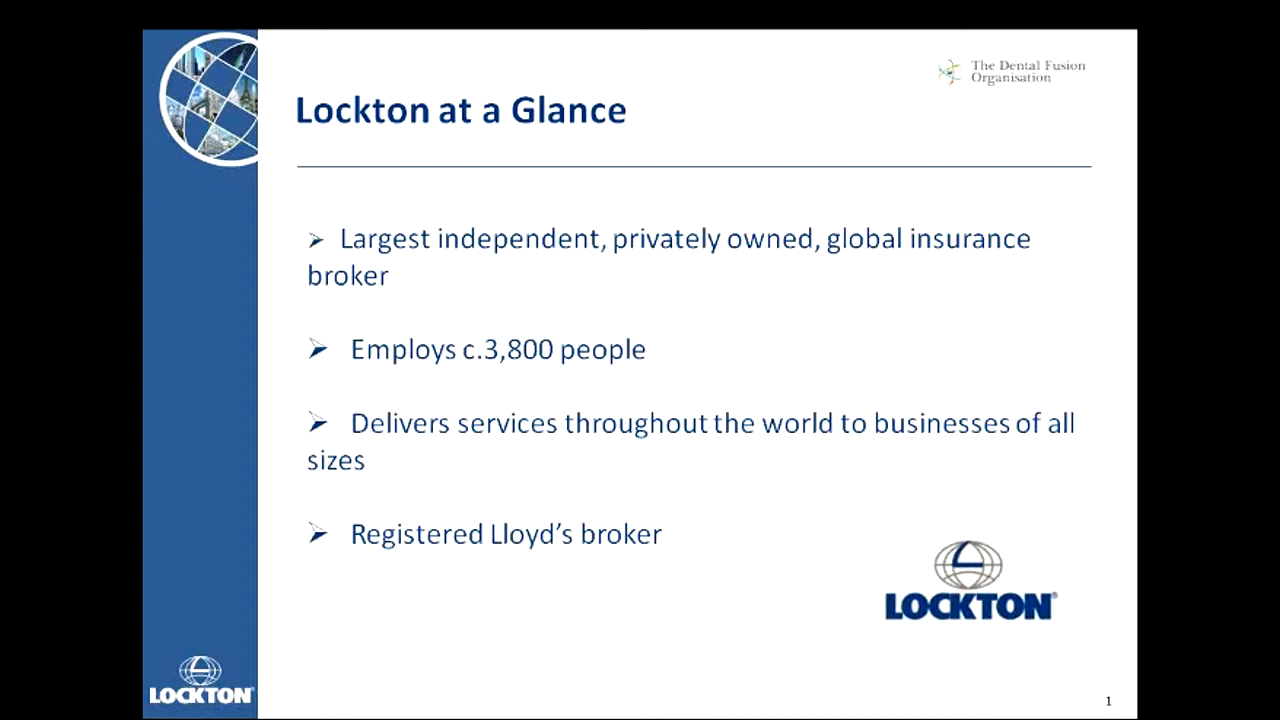 The Dental Fusion
Organisation
Lockton at a Glance
➢ Largest independent, privately owned, global insurance
broker
➢ Employs c.3,800 people
➢ Delivers services throughout the world to businesses of all
sizes
➢ Registered Lloyd’s broker
LOCKTON®
LOCKTON
1